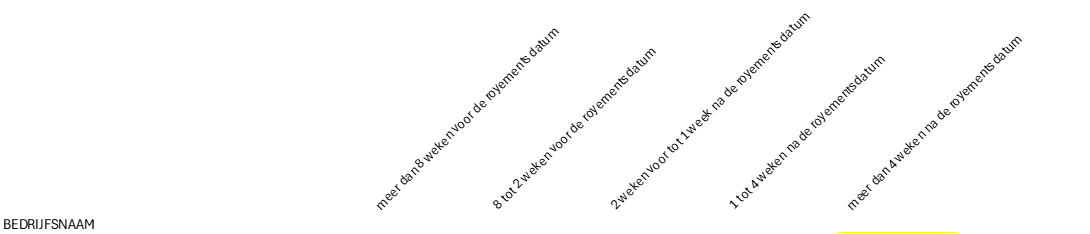 meer dan 8 weken voor de royementsdatum
8 tot 2 weken voor de royementsdatum
2 weken voor tot 1 week na de royementsdatum
1 tot 4 weken na de royementsdatum
meer dan 4 weken na de royementsdatum
BEDRIJFSNAAM